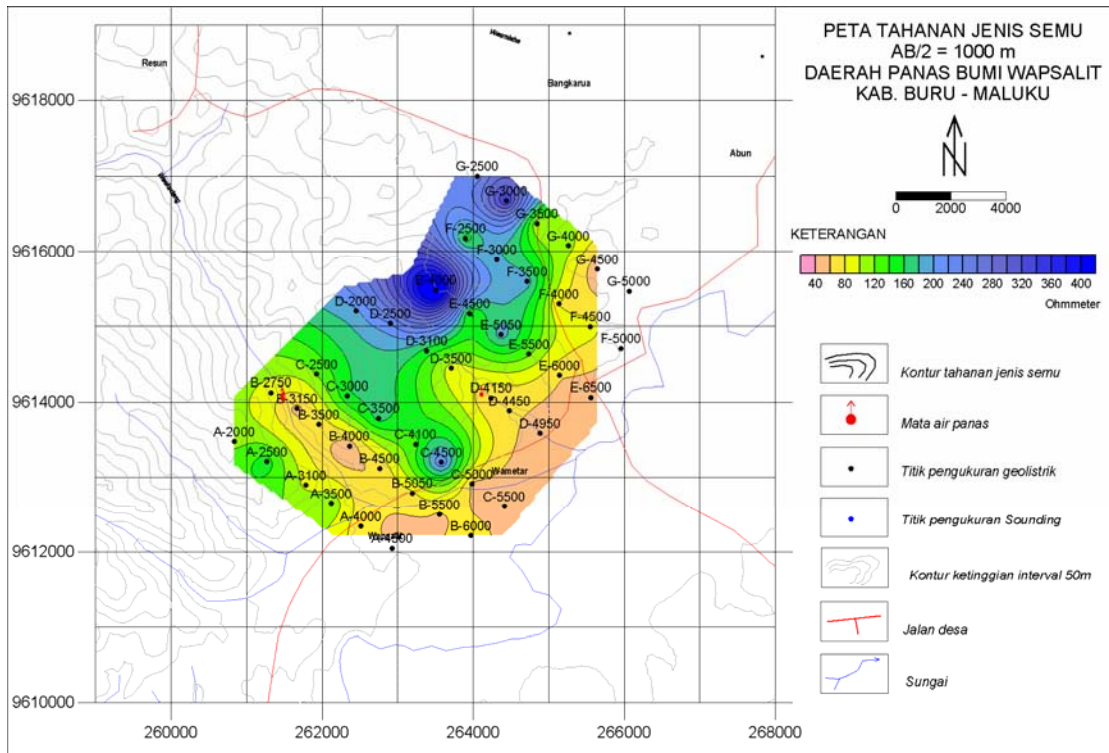 PETA TAHANAN JENIS SEMU
AB/2 = 1000 m
DAERAH PANAS BUMI WAPSALIT
KAB. BURU - MALUKU
N
0 2000 4000
KETERANGAN
40 80 120 160 200 240 280 320 360 400
Ohmmeter
Kontur tahanan jenis semu
Mata air panas
Titik pengukuran geolistrik
Titik pengukuran Sounding
Kontur ketinggian interval 50m
Jalan desa
Sungai
9618000
9616000
9614000
9612000
9610000
260000 262000 264000 266000 268000
Resun
Bangkarua
Abun
Wametar
G-2500
G-3000
G-3500
G-4000
G-4500
G-5000
F-2500
F-3000
F-3500
F-4000
F-4500
F-5000
E-4500
E-5050
E-5500
E-6000
E-6500
D-2000
D-2500
D-3100
D-3500
D-4150
D-4450
D-4950
C-2500
C-3000
C-3500
C-4100
C-4500
C-5000
C-5500
B-2750
B-3150
B-3500
B-4000
B-4500
B-5050
B-5500
B-6000
A-2000
A-2500
A-3100
A-3500
A-4000
A-4500